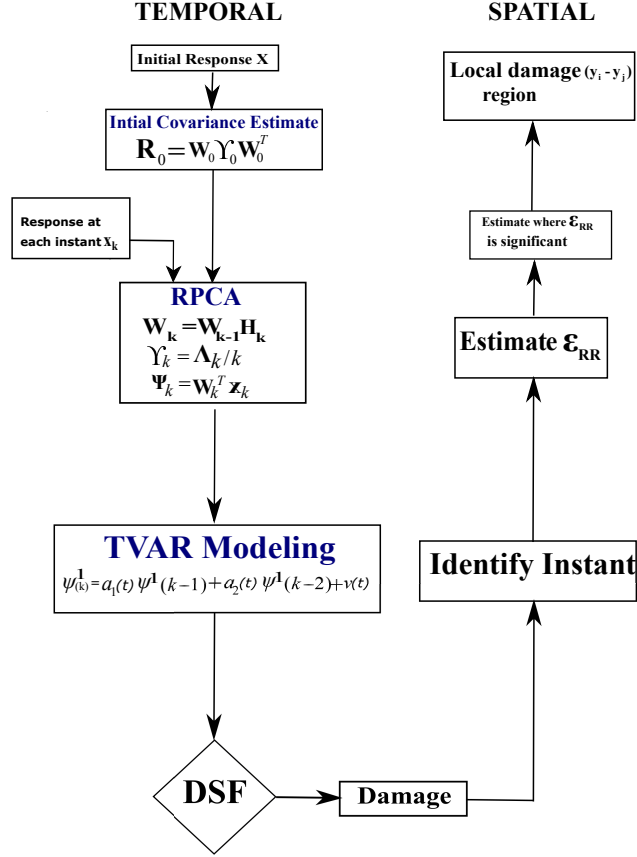 TEMPORAL
Initial Response X
Intial Covariance Estimate
R₀ = W₀ϒ₀W₀ᵀ
Response at
each instant Xₖ
RPCA
Wₖ = Wₖ₋₁Hₖ
ϒₖ = Λₖ/k
Ψₖ = Wₖᵀ xₖ
TVAR Modeling
ψ¹₍ₖ₎ = a₁(t) ψ¹(k−1) + a₂(t) ψ¹(k−2) + v(t)
DSF
Damage
SPATIAL
Local damage (yᵢ - yⱼ)
region
Estimate where ε_RR
is significant
Estimate ε_RR
Identify Instant